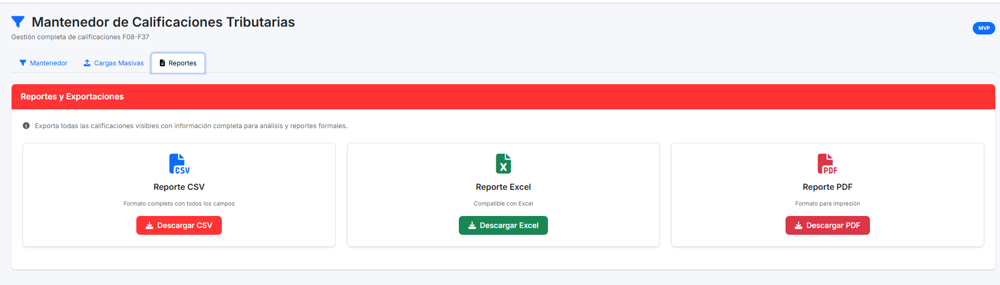 Mantenedor de Calificaciones Tributarias
Gestión completa de calificaciones F08-F37
MVP
Mantenedor
Cargas Masivas
Reportes
Reportes y Exportaciones
Exporta todas las calificaciones visibles con información completa para análisis y reportes formales.
CSV
Reporte CSV
Formato completo con todos los campos
Descargar CSV
X
Reporte Excel
Compatible con Excel
Descargar Excel
PDF
Reporte PDF
Formato para impresión
Descargar PDF